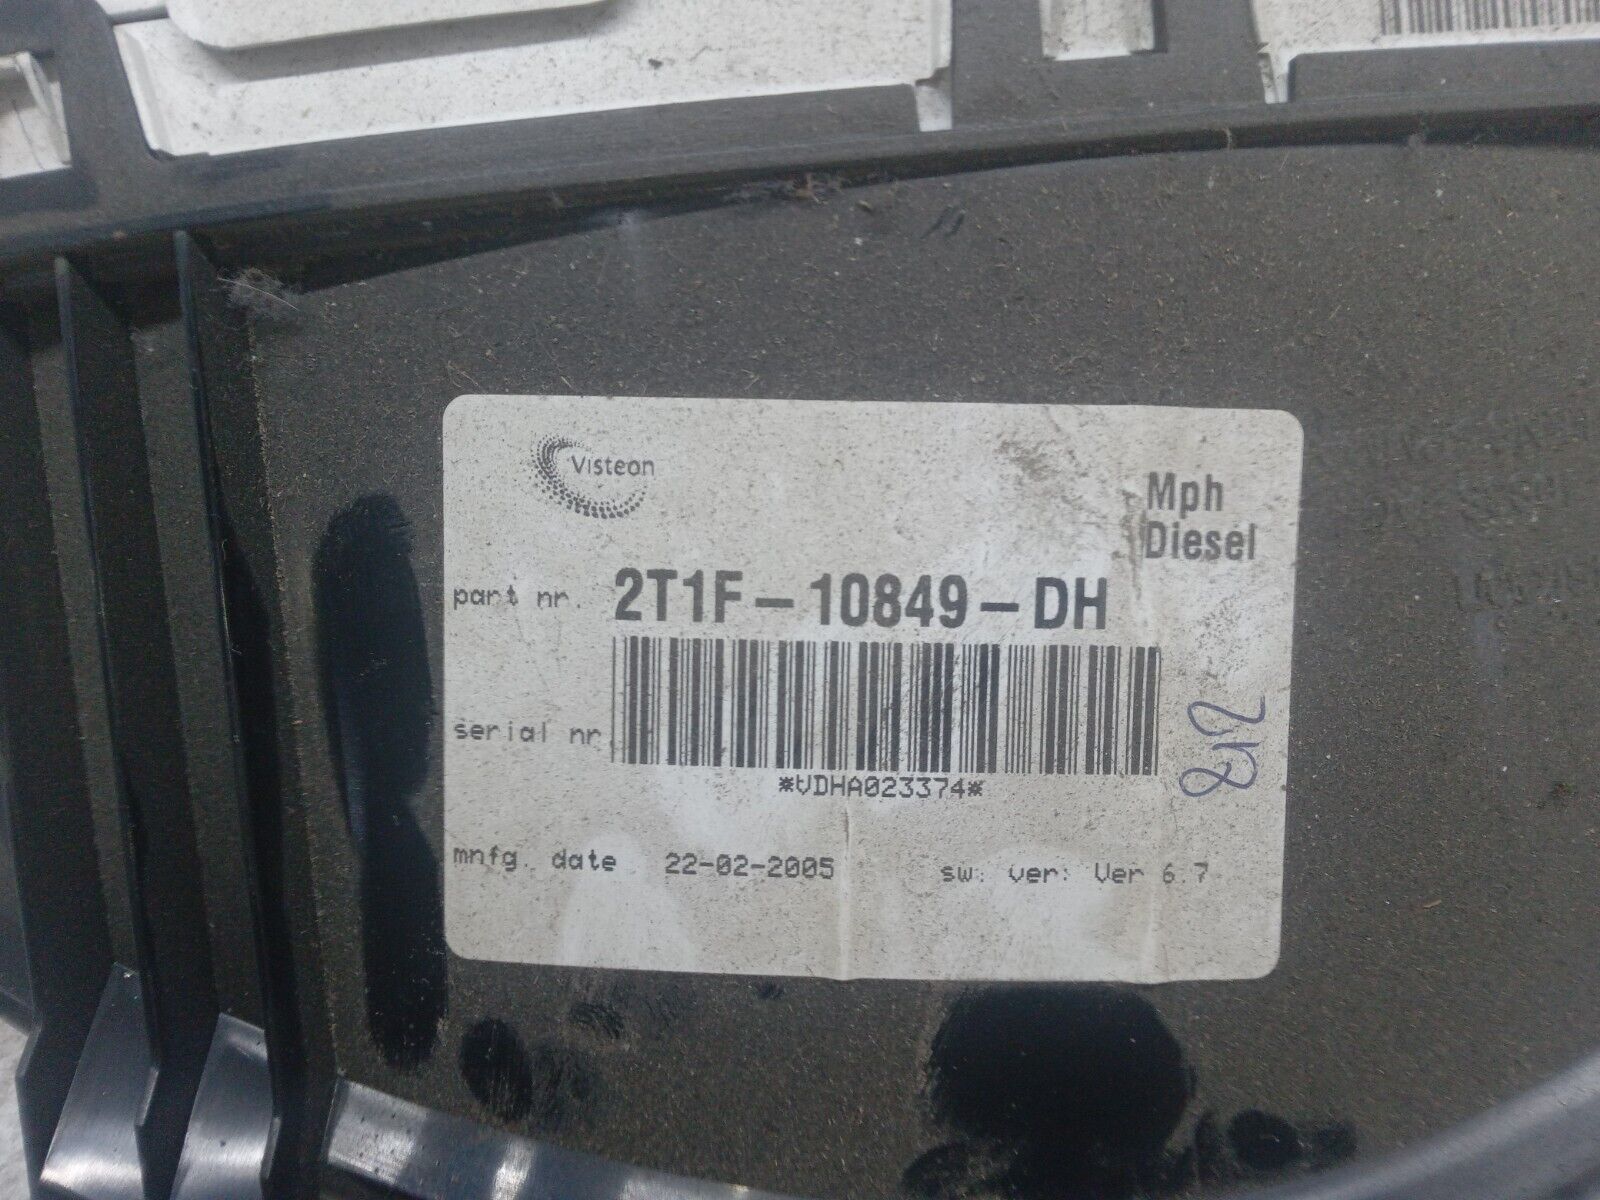 Visteon
Mph
Diesel
part nr. 2T1F-10849-DH
serial nr
*VDHA023374*
mnfg. date 22-02-2005 sw. ver: Ver 6.7
218